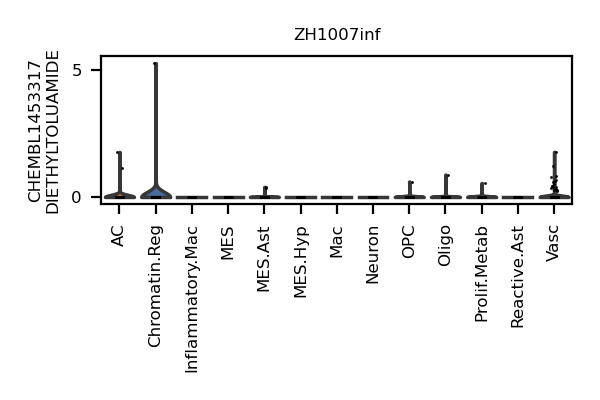 ZH1007inf
CHEMBL1453317
DIETHYLTOLUAMIDE
5
0
AC
Chromatin.Reg
Inflammatory.Mac
MES
MES.Ast
MES.Hyp
Mac
Neuron
OPC
Oligo
Prolif.Metab
Reactive.Ast
Vasc